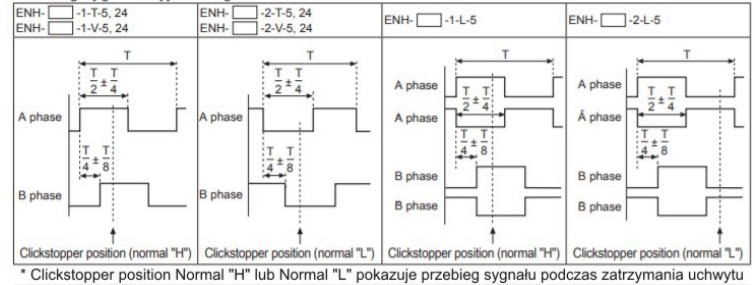 ENH- -1-T-5, 24
ENH- -1-V-5, 24
T
T/2 ± T/4
A phase
T/4 ± T/8
B phase
Clickstopper position (normal "H")
ENH- -2-T-5, 24
ENH- -2-V-5, 24
T
T/2 ± T/4
A phase
T/4 ± T/8
B phase
Clickstopper position (normal "L")
ENH- -1-L-5
T
A phase
T/2 ± T/4
A phase
T/4 ± T/8
B phase
B phase
Clickstopper position (normal "H")
ENH- -2-L-5
T
A phase
T/2 ± T/4
Ā phase
T/4 ± T/8
B phase
B phase
Clickstopper position (normal "L")
* Clickstopper position Normal "H" lub Normal "L" pokazuje przebieg sygnału podczas zatrzymania uchwytu